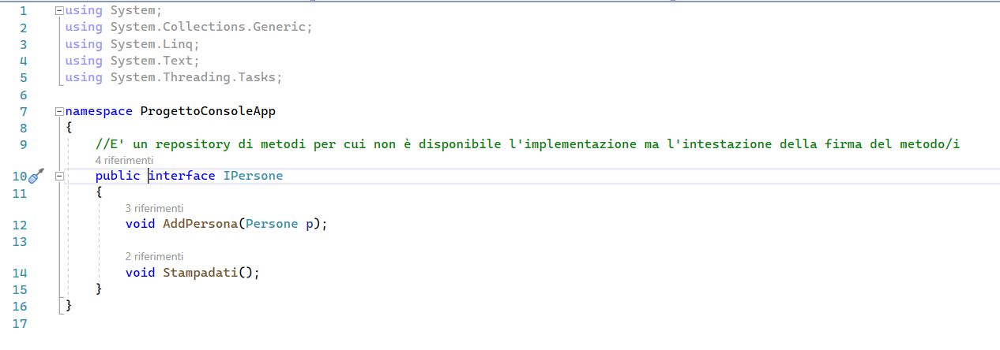 1 using System;
2 using System.Collections.Generic;
3 using System.Linq;
4 using System.Text;
5 using System.Threading.Tasks;
6
7 namespace ProgettoConsoleApp
8 {
9 //E' un repository di metodi per cui non è disponibile l'implementazione ma l'intestazione della firma del metodo/i
4 riferimenti
10 public interface IPersone
11 {
3 riferimenti
12 void AddPersona(Persone p);
13
2 riferimenti
14 void Stampadati();
15 }
16 }
17